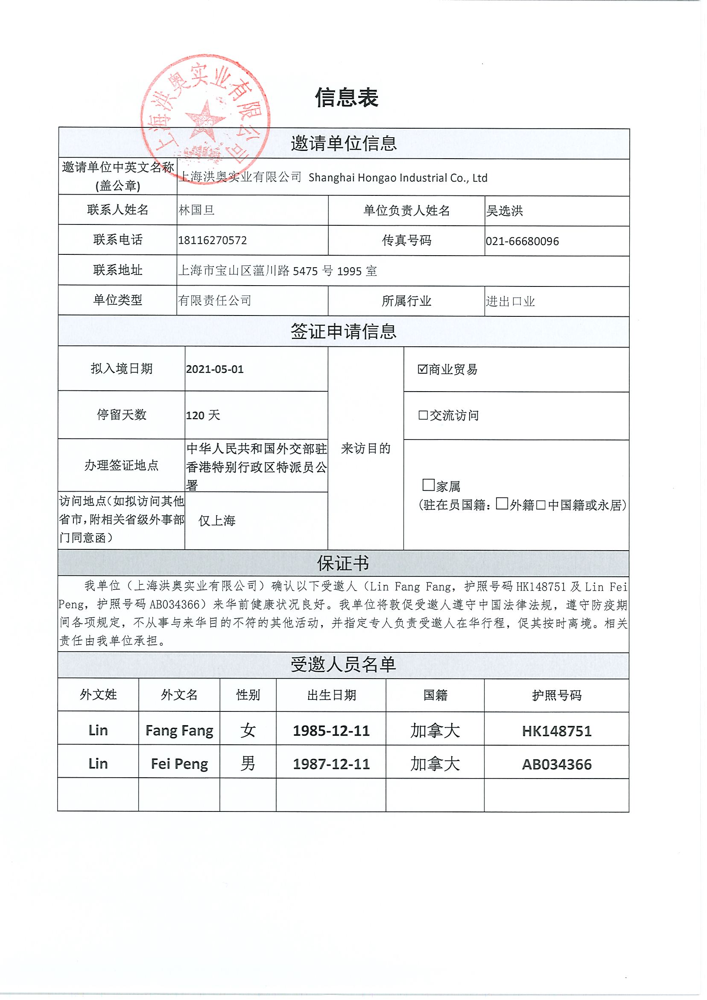 上海洪奥实业有限公司
信息表
邀请单位信息
邀请单位中英文名称
(盖公章)
上海洪奥实业有限公司 Shanghai Hongao Industrial Co., Ltd
联系人姓名 林国旦 单位负责人姓名 吴选洪
联系电话 18116270572 传真号码 021-66680096
联系地址 上海市宝山区蕰川路 5475 号 1995 室
单位类型 有限责任公司 所属行业 进出口业
签证申请信息
拟入境日期 2021-05-01
停留天数 120 天
办理签证地点
中华人民共和国外交部驻
香港特别行政区特派员公
署
访问地点（如拟访问其他
省市，附相关省级外事部
门同意函）
仅上海
来访目的
☑商业贸易
□交流访问
□家属
（驻在员国籍：□外籍□中国籍或永居）
保证书
我单位（上海洪奥实业有限公司）确认以下受邀人（Lin Fang Fang，护照号码 HK148751 及 Lin Fei
Peng，护照号码 AB034366）来华前健康状况良好。我单位将敦促受邀人遵守中国法律法规，遵守防疫期
间各项规定，不从事与来华目的不符的其他活动，并指定专人负责受邀人在华行程，促其按时离境。相关
责任由我单位承担。
受邀人员名单
外文姓 外文名 性别 出生日期 国籍 护照号码
Lin Fang Fang 女 1985-12-11 加拿大 HK148751
Lin Fei Peng 男 1987-12-11 加拿大 AB034366